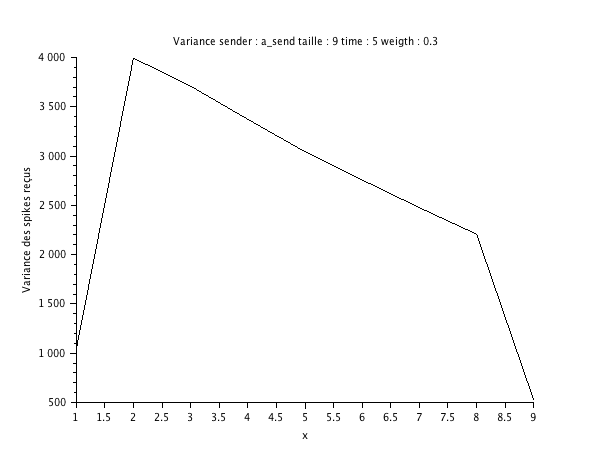 Variance sender : a_send taille : 9 time : 5 weigth : 0.3
4 000
3 500
3 000
2 500
2 000
1 500
1 000
500
Variance des spikes reçus
1 1.5 2 2.5 3 3.5 4 4.5 5 5.5 6 6.5 7 7.5 8 8.5 9
x